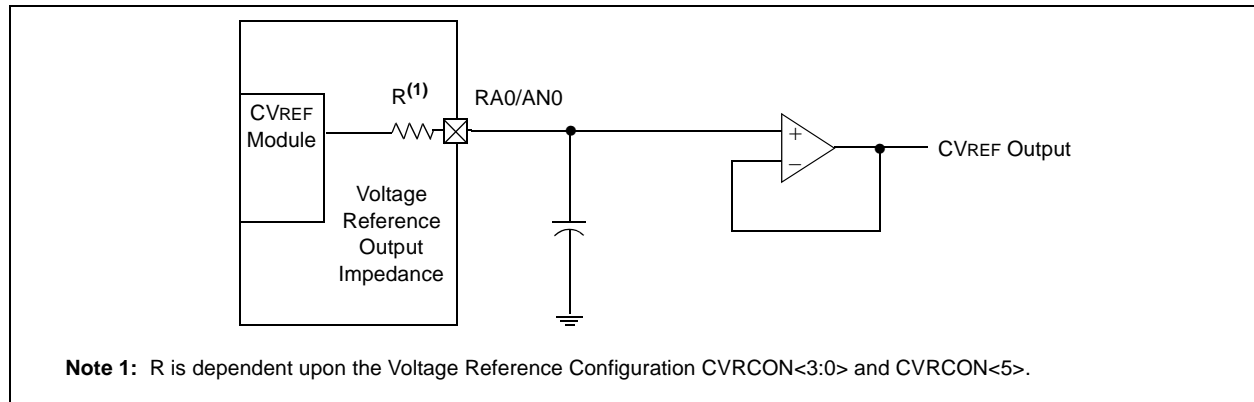 R(1)
RA0/AN0
CVREF
Module
+
–
CVREF Output
Voltage
Reference
Output
Impedance
Note 1: R is dependent upon the Voltage Reference Configuration CVRCON<3:0> and CVRCON<5>.